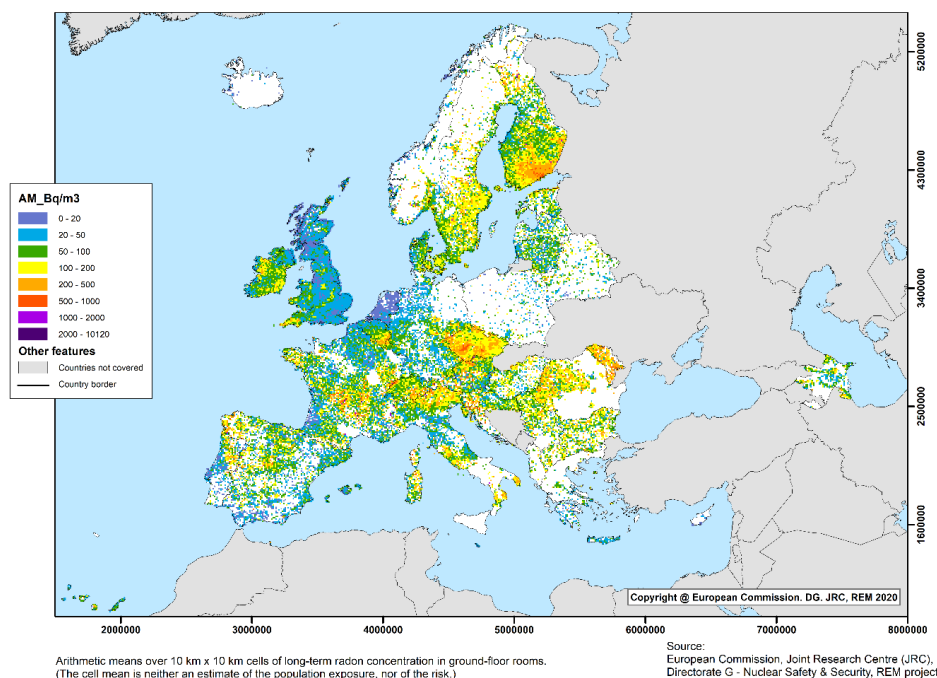 AM_Bq/m3
0 - 20
20 - 50
50 - 100
100 - 200
200 - 500
500 - 1000
1000 - 2000
2000 - 10120
Other features
Countries not covered
Country border
5200000
4300000
3400000
2500000
1600000
Copyright @ European Commission. DG. JRC, REM 2020
2000000 3000000 4000000 5000000 6000000 7000000 8000000
Arithmetic means over 10 km x 10 km cells of long-term radon concentration in ground-floor rooms.
(The cell mean is neither an estimate of the population exposure, nor of the risk.)
Source:
European Commission, Joint Research Centre (JRC),
Directorate G - Nuclear Safety & Security, REM project